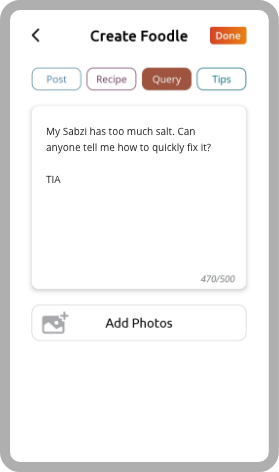 Create Foodle
Done
Post
Recipe
Query
Tips
My Sabzi has too much salt. Can
anyone tell me how to quickly fix it?
TIA
470/500
Add Photos